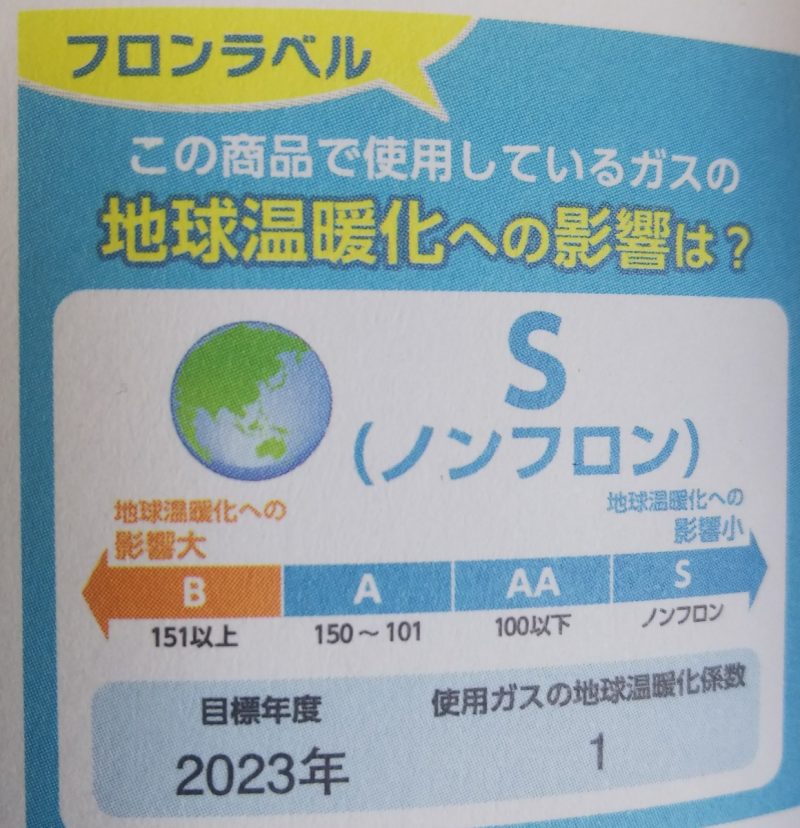 フロンラベル
この商品で使用しているガスの
地球温暖化への影響は？
S
(ノンフロン)
地球温暖化への
影響大
地球温暖化への
影響小
B
A
AA
S
151以上
150〜101
100以下
ノンフロン
目標年度
使用ガスの地球温暖化係数
2023年
1